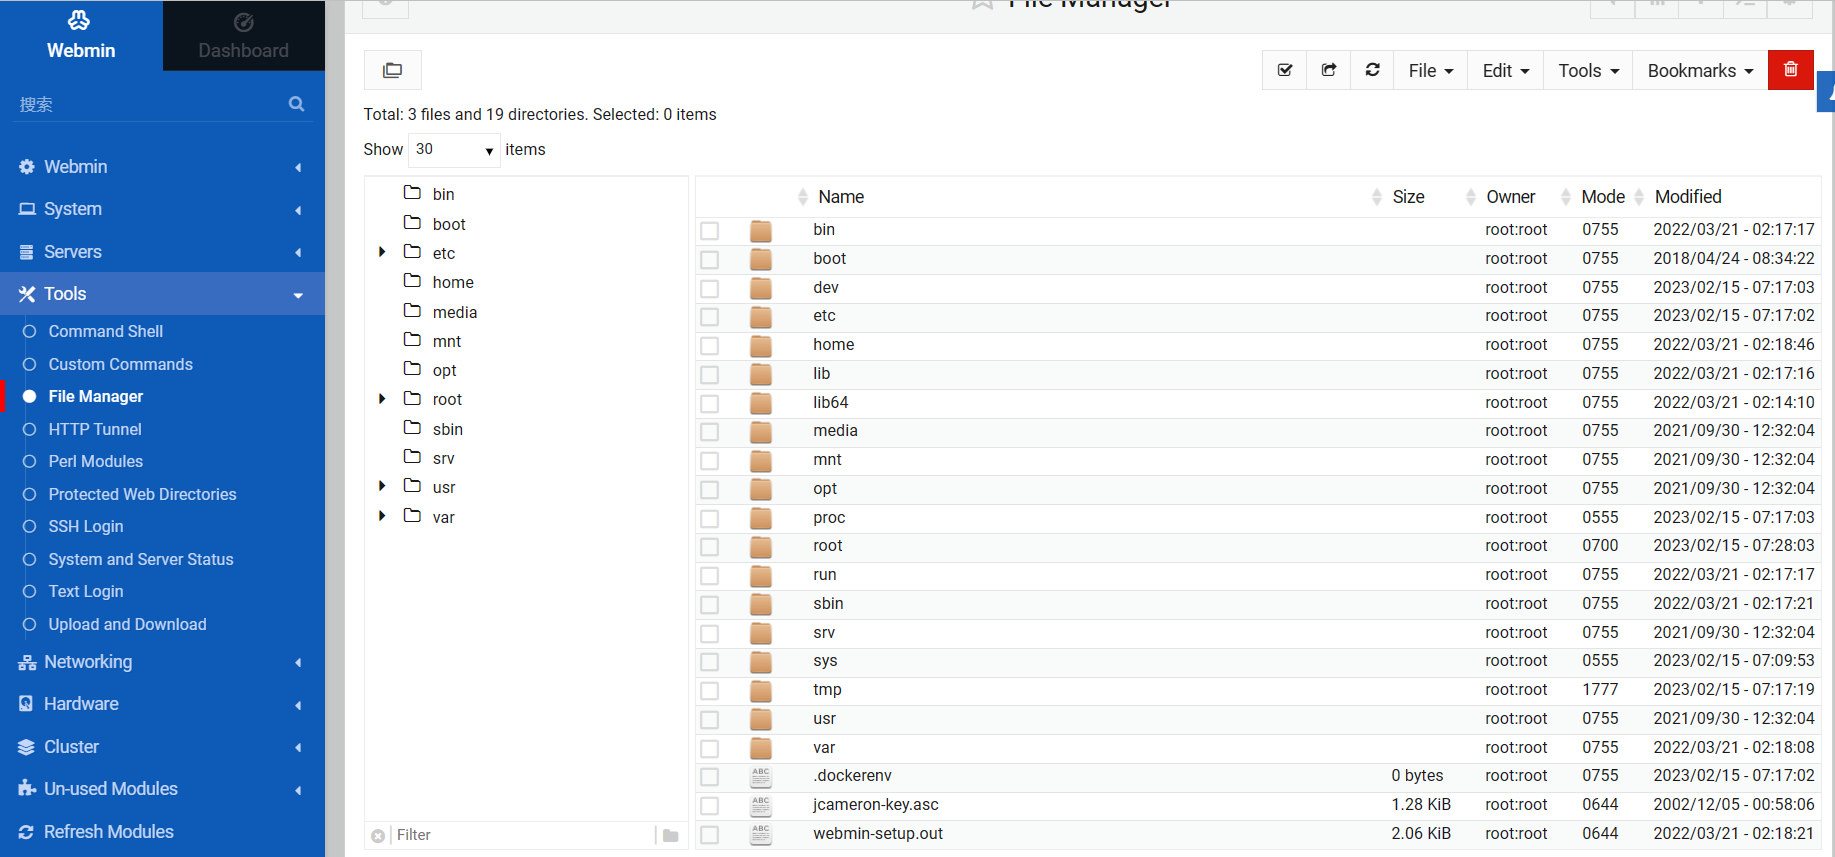 File Manager
Webmin
Dashboard
搜索
Webmin
System
Servers
Tools
Command Shell
Custom Commands
File Manager
HTTP Tunnel
Perl Modules
Protected Web Directories
SSH Login
System and Server Status
Text Login
Upload and Download
Networking
Hardware
Cluster
Un-used Modules
Refresh Modules
File Edit Tools Bookmarks
Total: 3 files and 19 directories. Selected: 0 items
Show 30 items
bin
boot
etc
home
media
mnt
opt
root
sbin
srv
usr
var
Filter
Name Size Owner Mode Modified
bin root:root 0755 2022/03/21 - 02:17:17
boot root:root 0755 2018/04/24 - 08:34:22
dev root:root 0755 2023/02/15 - 07:17:03
etc root:root 0755 2023/02/15 - 07:17:02
home root:root 0755 2022/03/21 - 02:18:46
lib root:root 0755 2022/03/21 - 02:17:16
lib64 root:root 0755 2022/03/21 - 02:14:10
media root:root 0755 2021/09/30 - 12:32:04
mnt root:root 0755 2021/09/30 - 12:32:04
opt root:root 0755 2021/09/30 - 12:32:04
proc root:root 0555 2023/02/15 - 07:17:03
root root:root 0700 2023/02/15 - 07:28:03
run root:root 0755 2022/03/21 - 02:17:17
sbin root:root 0755 2022/03/21 - 02:17:21
srv root:root 0755 2021/09/30 - 12:32:04
sys root:root 0555 2023/02/15 - 07:09:53
tmp root:root 1777 2023/02/15 - 07:17:19
usr root:root 0755 2021/09/30 - 12:32:04
var root:root 0755 2022/03/21 - 02:18:08
ABC .dockerenv 0 bytes root:root 0755 2023/02/15 - 07:17:02
ABC jcameron-key.asc 1.28 KiB root:root 0644 2002/12/05 - 00:58:06
ABC webmin-setup.out 2.06 KiB root:root 0644 2022/03/21 - 02:18:21